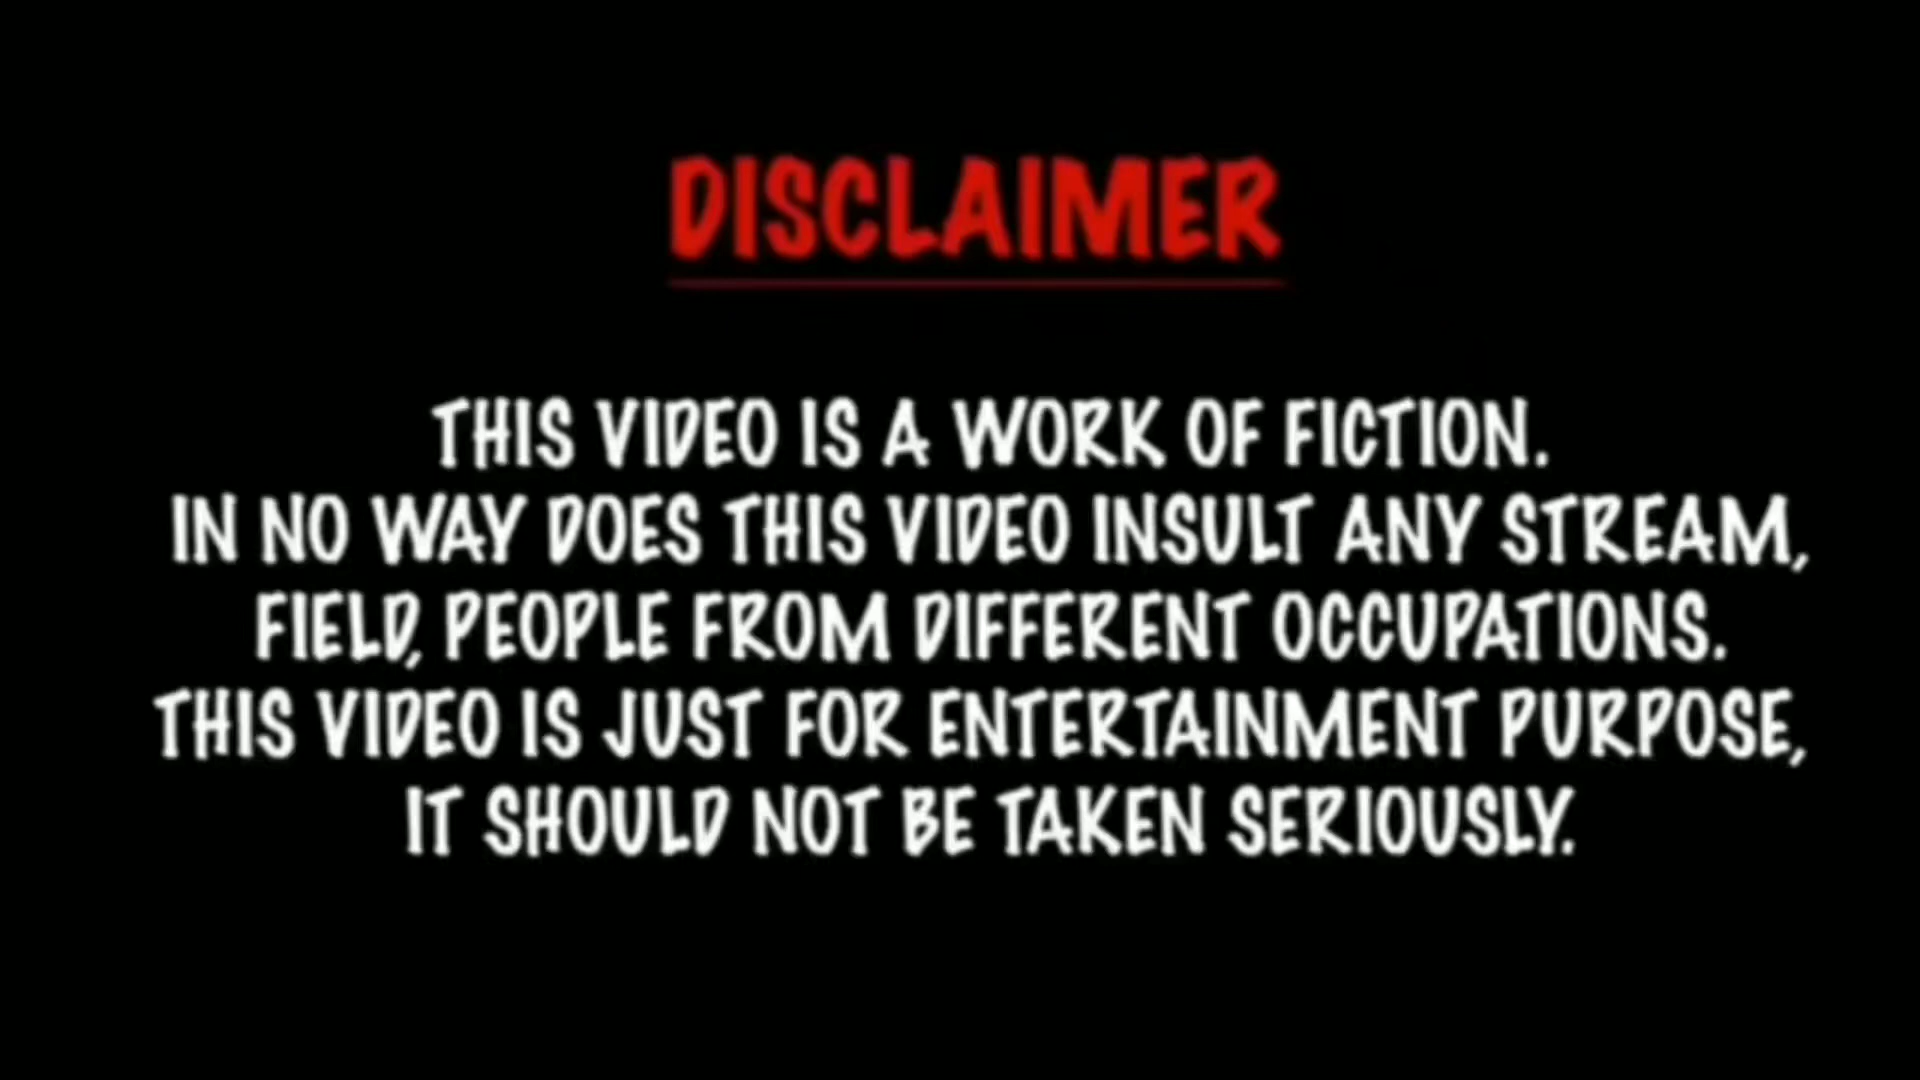 DISCLAIMER
THIS VIDEO IS A WORK OF FICTION.
IN NO WAY DOES THIS VIDEO INSULT ANY STREAM,
FIELD, PEOPLE FROM DIFFERENT OCCUPATIONS.
THIS VIDEO IS JUST FOR ENTERTAINMENT PURPOSE,
IT SHOULD NOT BE TAKEN SERIOUSLY.